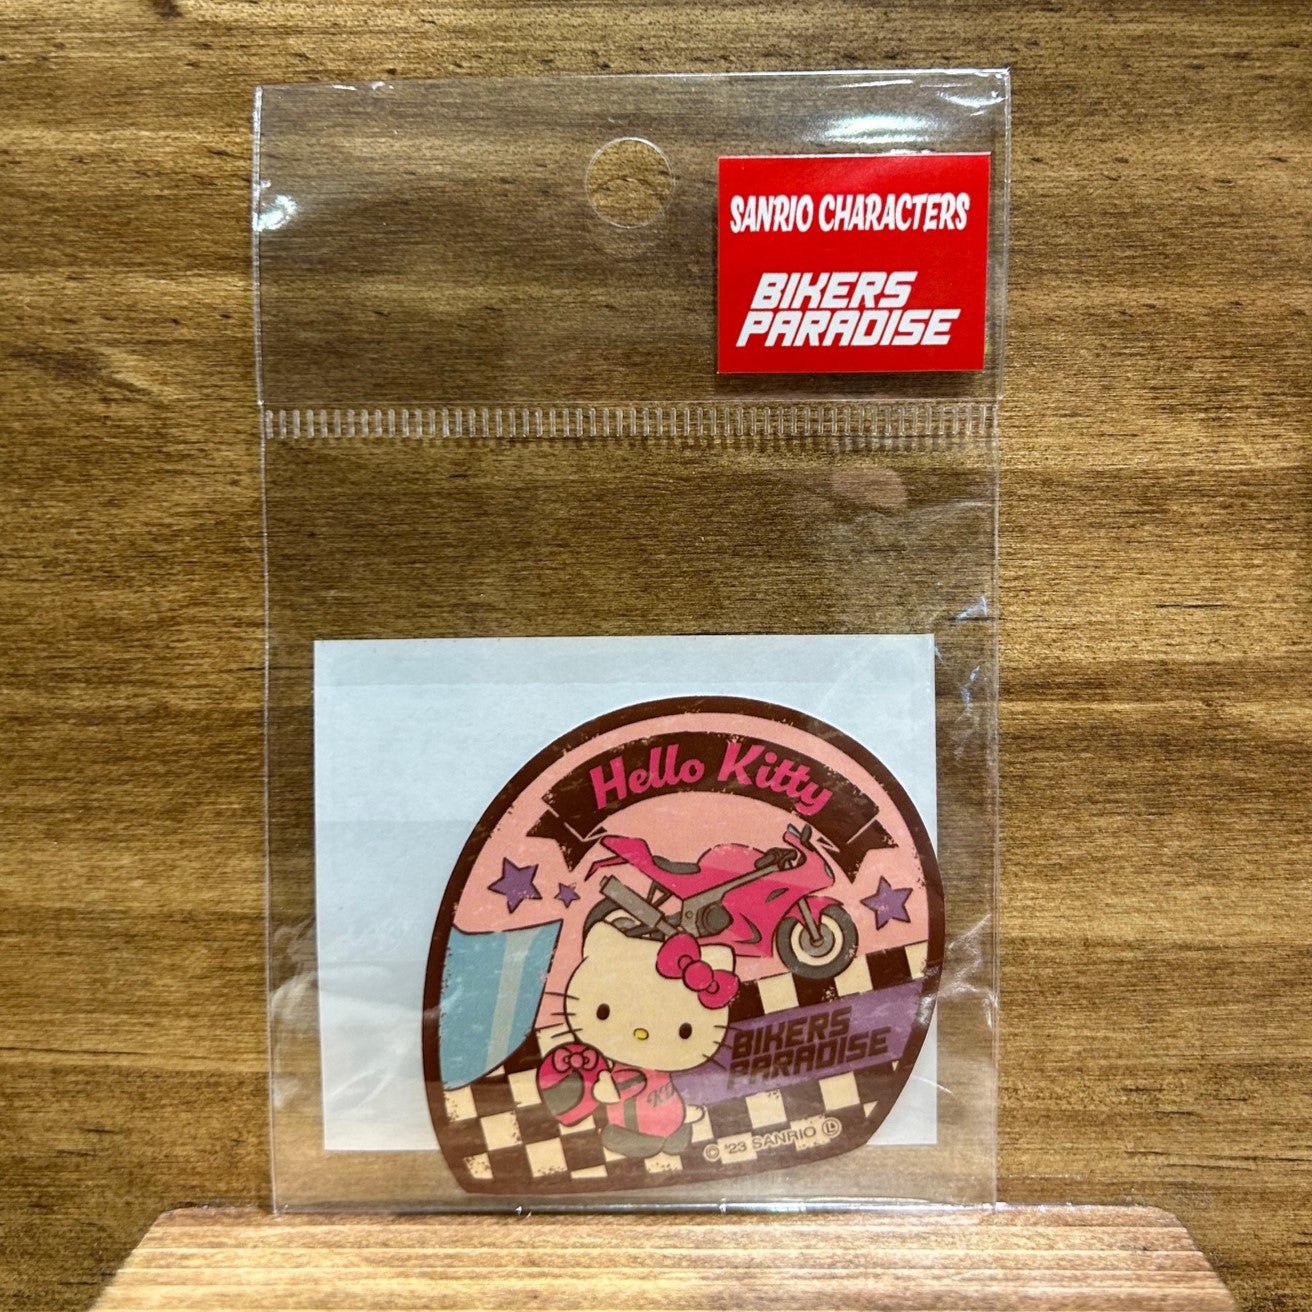 SANRIO CHARACTERS
BIKERS
PARADISE
Hello Kitty
BIKERS
PARADISE
© '23 SANRIO Ⓛ